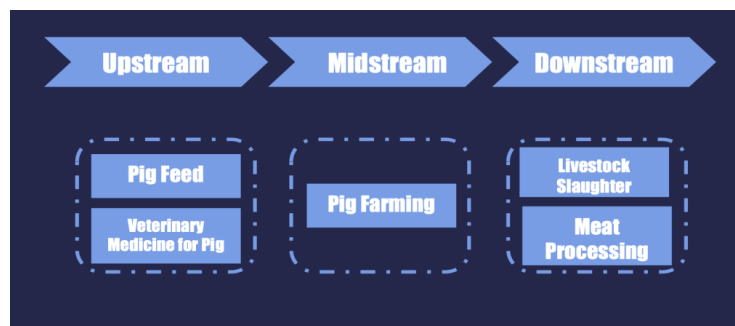 Upstream
Midstream
Downstream
Pig Feed
Veterinary
Medicine for Pig
Pig Farming
Livestock
Slaughter
Meat
Processing